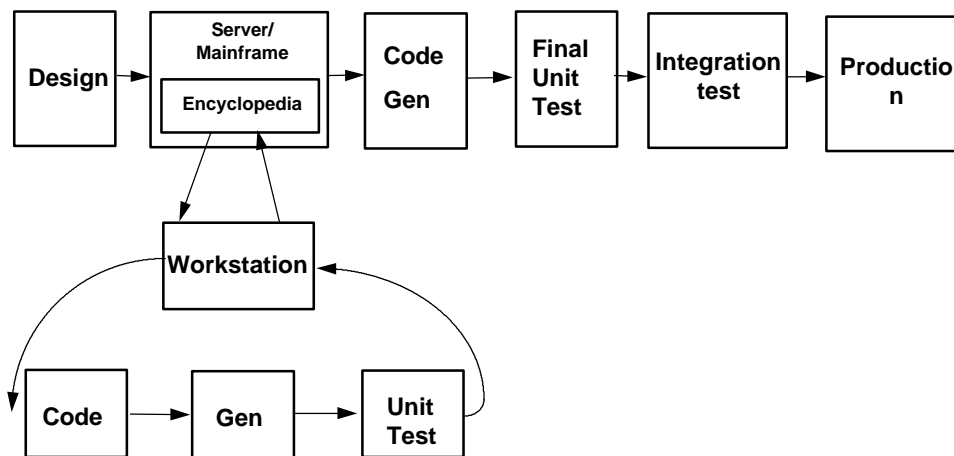 Design
Server/
Mainframe
Encyclopedia
Code
Gen
Final
Unit
Test
Integration
test
Productio
n
Workstation
Code
Gen
Unit
Test